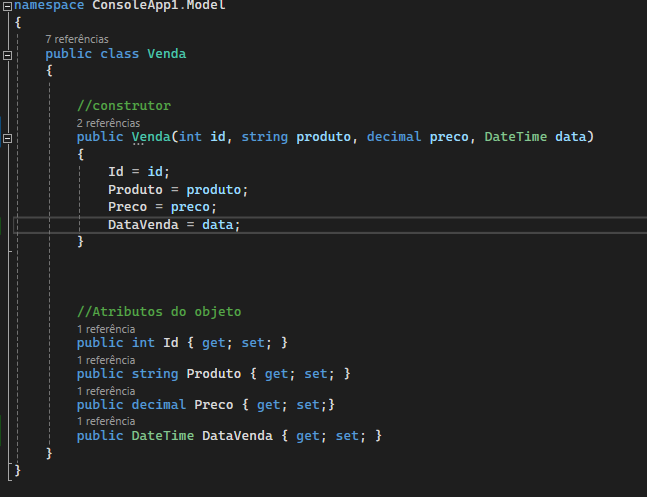 namespace ConsoleApp1.Model
{
7 referências
public class Venda
{
//construtor
2 referências
public Venda(int id, string produto, decimal preco, DateTime data)
{
Id = id;
Produto = produto;
Preco = preco;
DataVenda = data;
}
//Atributos do objeto
1 referência
public int Id { get; set; }
1 referência
public string Produto { get; set; }
1 referência
public decimal Preco { get; set;}
1 referência
public DateTime DataVenda { get; set; }
}
}